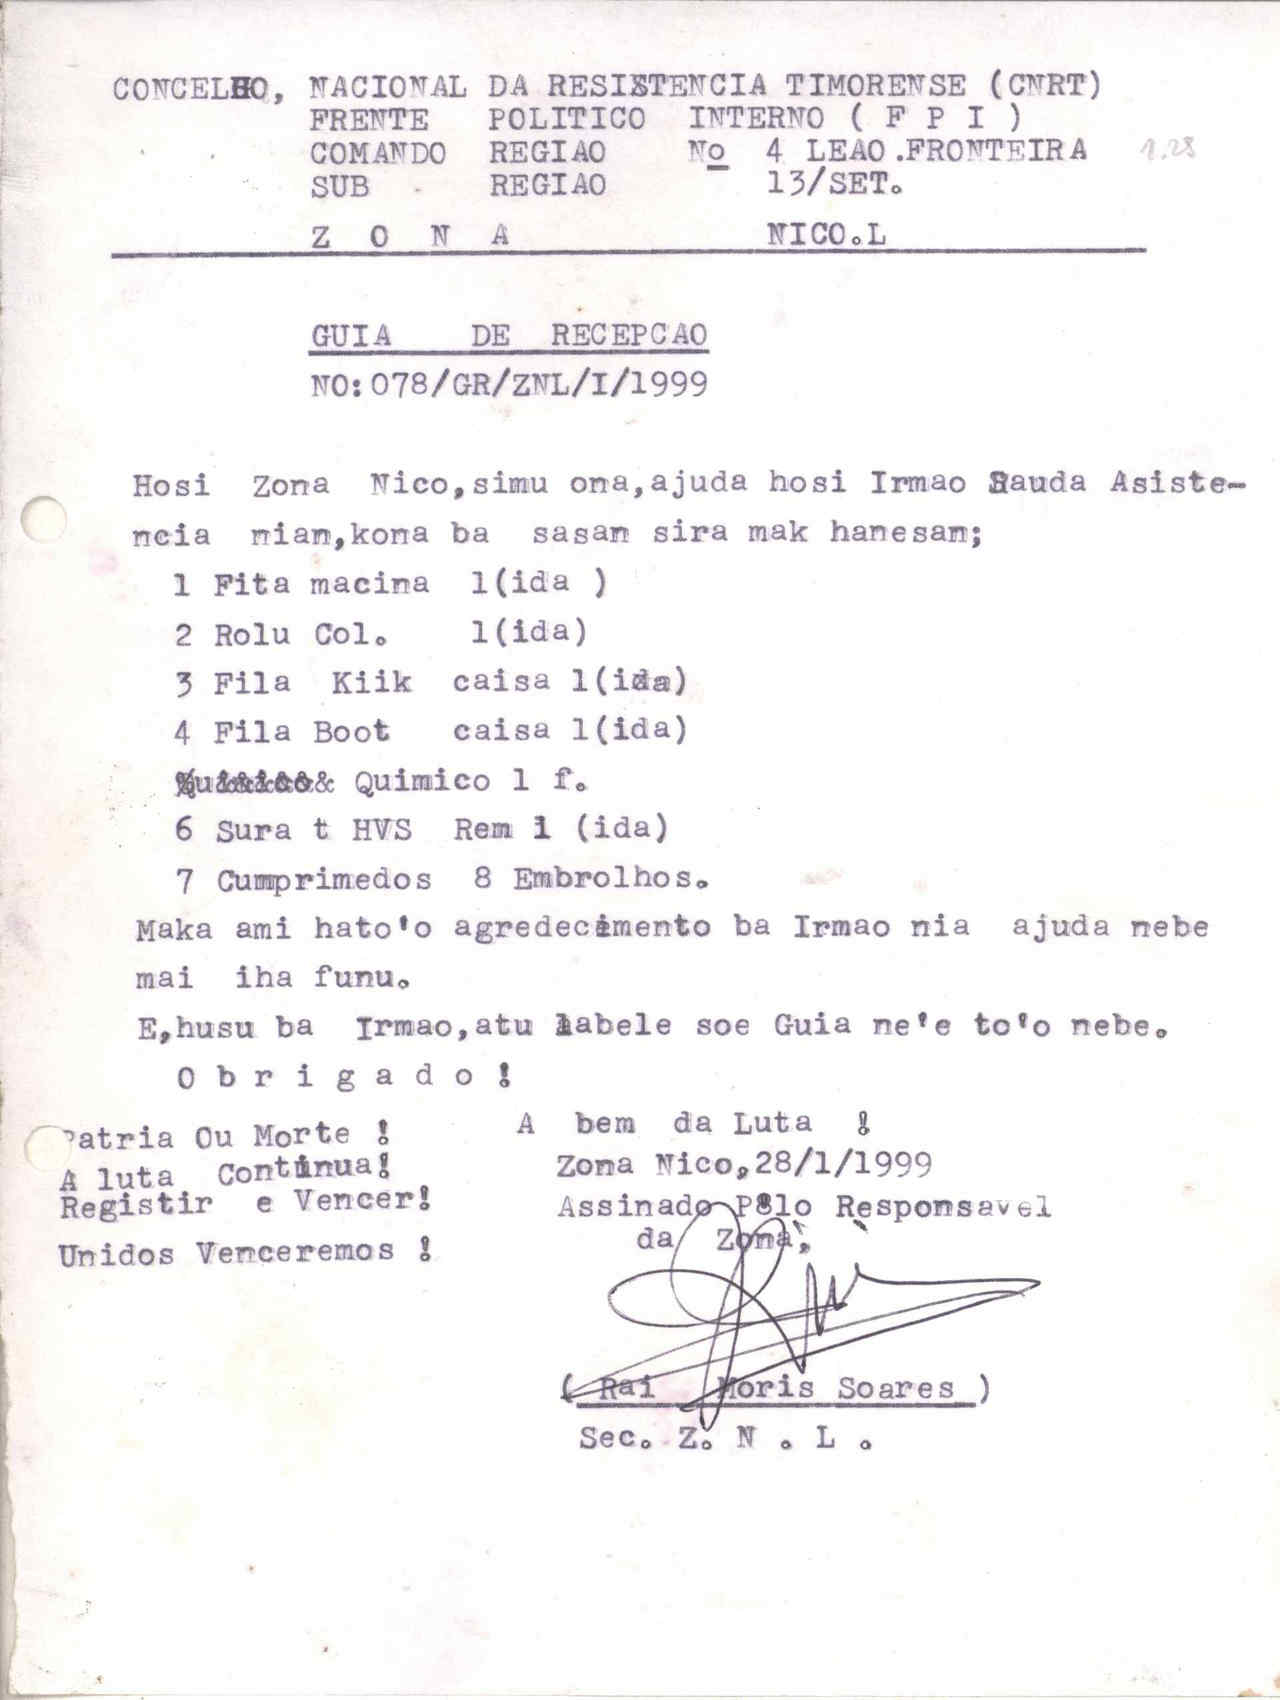 CONCELHO, NACIONAL DA RESISTENCIA TIMORENSE (CNRT)
FRENTE POLITICO INTERNO ( F P I )
COMANDO REGIAO No 4 LEAO.FRONTEIRA 1.28
SUB REGIAO 13/SET.
Z O N A NICO.L
GUIA DE RECEPCAO
NO:078/GR/ZNL/I/1999
Hosi Zona Nico,simu ona,ajuda hosi Irmao Sauda Asiste-
ncia nian,kona ba sasan sira mak hanesan;
1 Fita macina 1(ida )
2 Rolu Col. 1(ida)
3 Fila Kiik caisa 1(ida)
4 Fila Boot caisa 1(ida)
Quimico 1 f.
6 Sura t HVS Rem 1 (ida)
7 Cumprimedos 8 Embrolhos.
Maka ami hato'o agredecimento ba Irmao nia ajuda nebe
mai iha funu.
E,husu ba Irmao,atu labele soe Guia ne'e to'o nebe.
O b r i g a d o !
Patria Ou Morte !
A luta Continua!
Registir e Vencer!
Unidos Venceremos !
A bem da Luta !
Zona Nico,28/1/1999
Assinado Pelo Responsavel
da Zona,
( Rai Moris Soares )
Sec. Z. N . L .